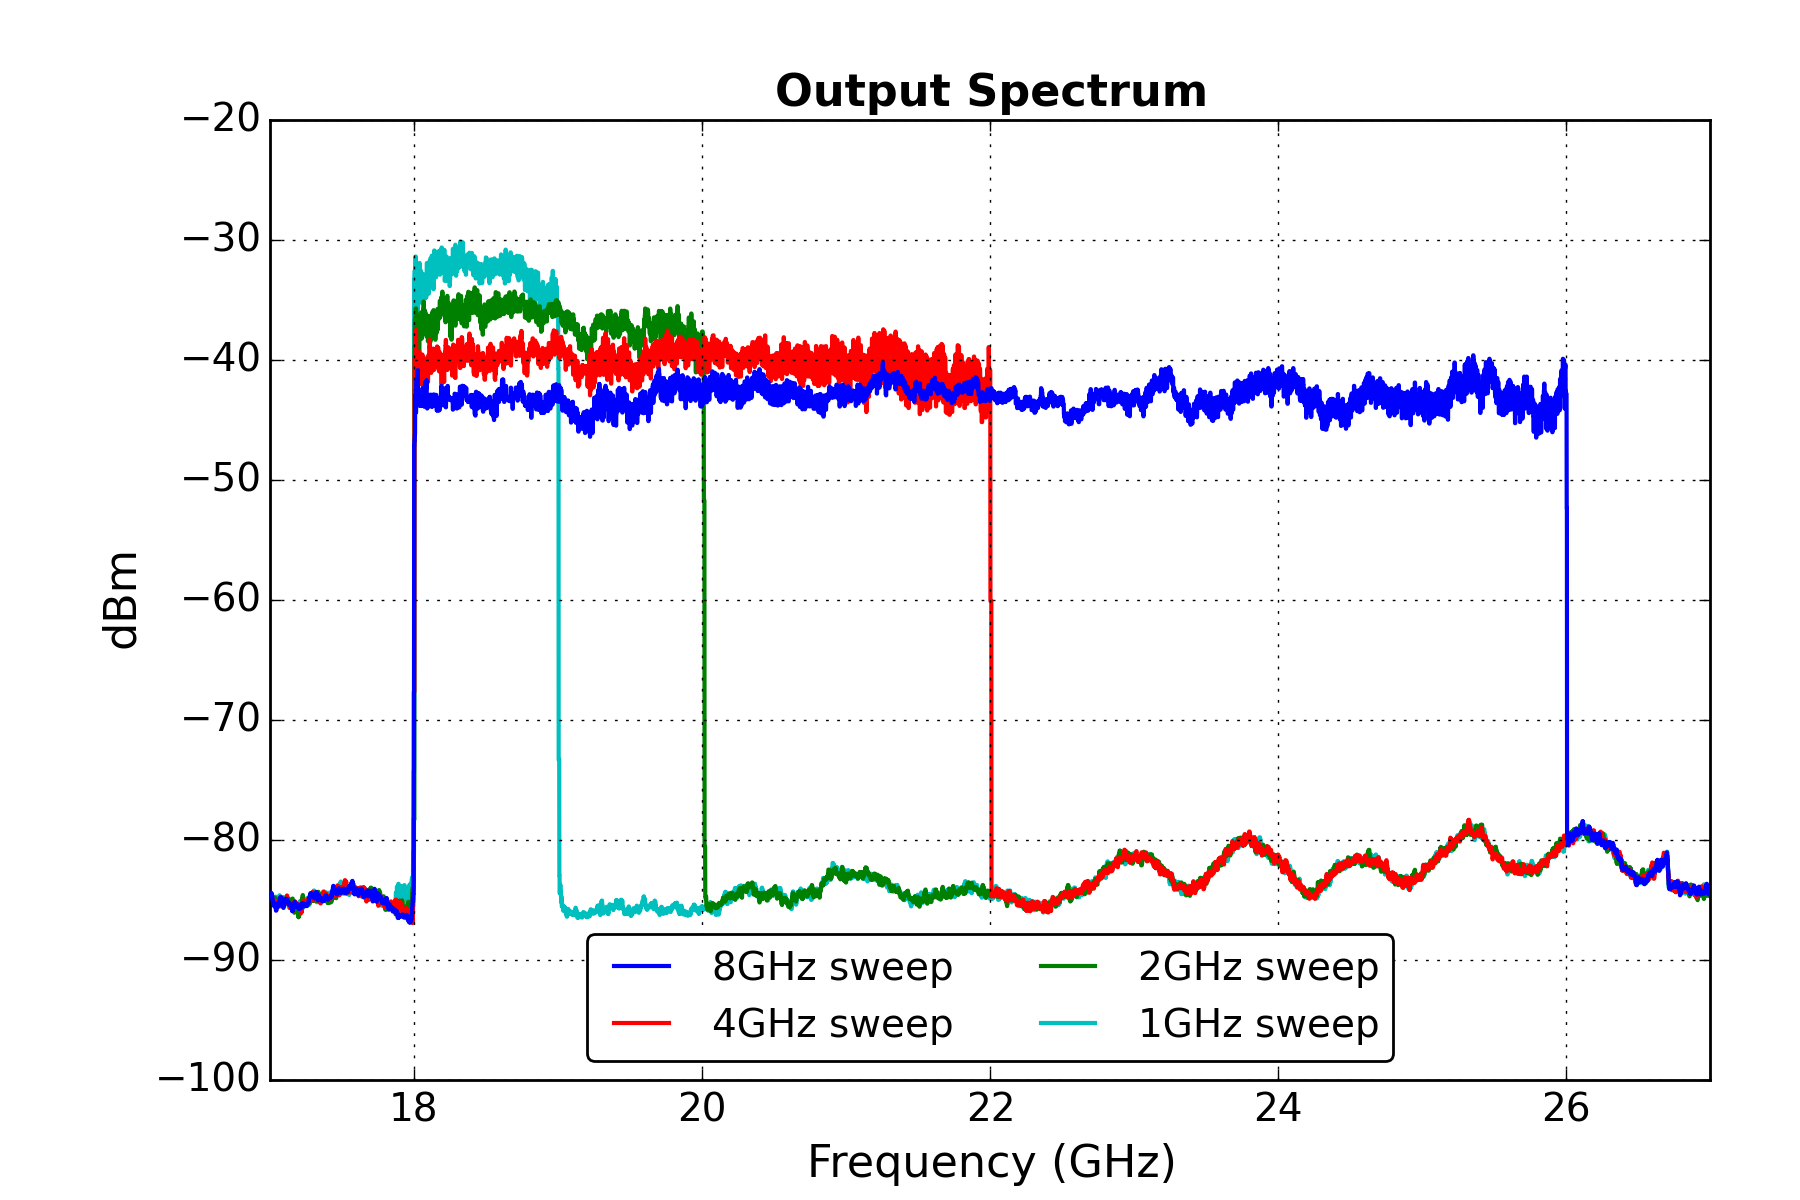 Output Spectrum
−20
−30
−40
−50
−60
−70
−80
−90
−100
dBm
8GHz sweep
4GHz sweep
2GHz sweep
1GHz sweep
18 20 22 24 26
Frequency (GHz)